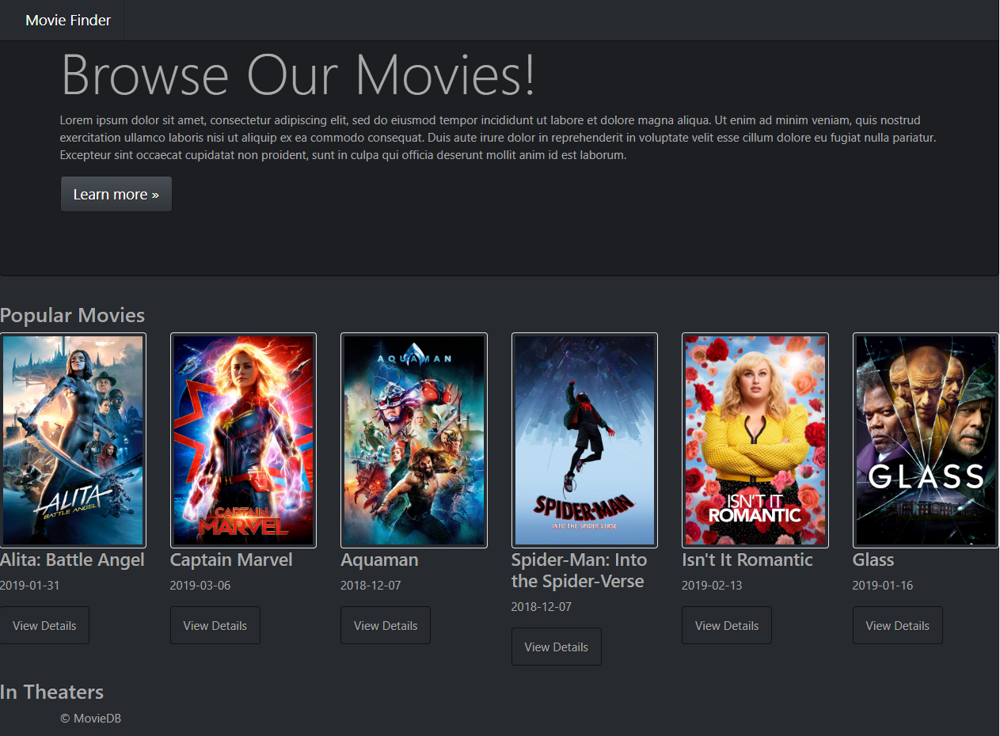 Movie Finder
Browse Our Movies!
Lorem ipsum dolor sit amet, consectetur adipiscing elit, sed do eiusmod tempor incididunt ut labore et dolore magna aliqua. Ut enim ad minim veniam, quis nostrud
exercitation ullamco laboris nisi ut aliquip ex ea commodo consequat. Duis aute irure dolor in reprehenderit in voluptate velit esse cillum dolore eu fugiat nulla pariatur.
Excepteur sint occaecat cupidatat non proident, sunt in culpa qui officia deserunt mollit anim id est laborum.
Learn more »
Popular Movies
ALITA
BATTLE ANGEL
CAPTAIN
MARVEL
AQUAMAN
SPIDER-MAN
INTO THE SPIDER-VERSE
ISN'T IT
ROMANTIC
GLASS
Alita: Battle Angel
2019-01-31
View Details
Captain Marvel
2019-03-06
View Details
Aquaman
2018-12-07
View Details
Spider-Man: Into
the Spider-Verse
2018-12-07
View Details
Isn't It Romantic
2019-02-13
View Details
Glass
2019-01-16
View Details
In Theaters
© MovieDB